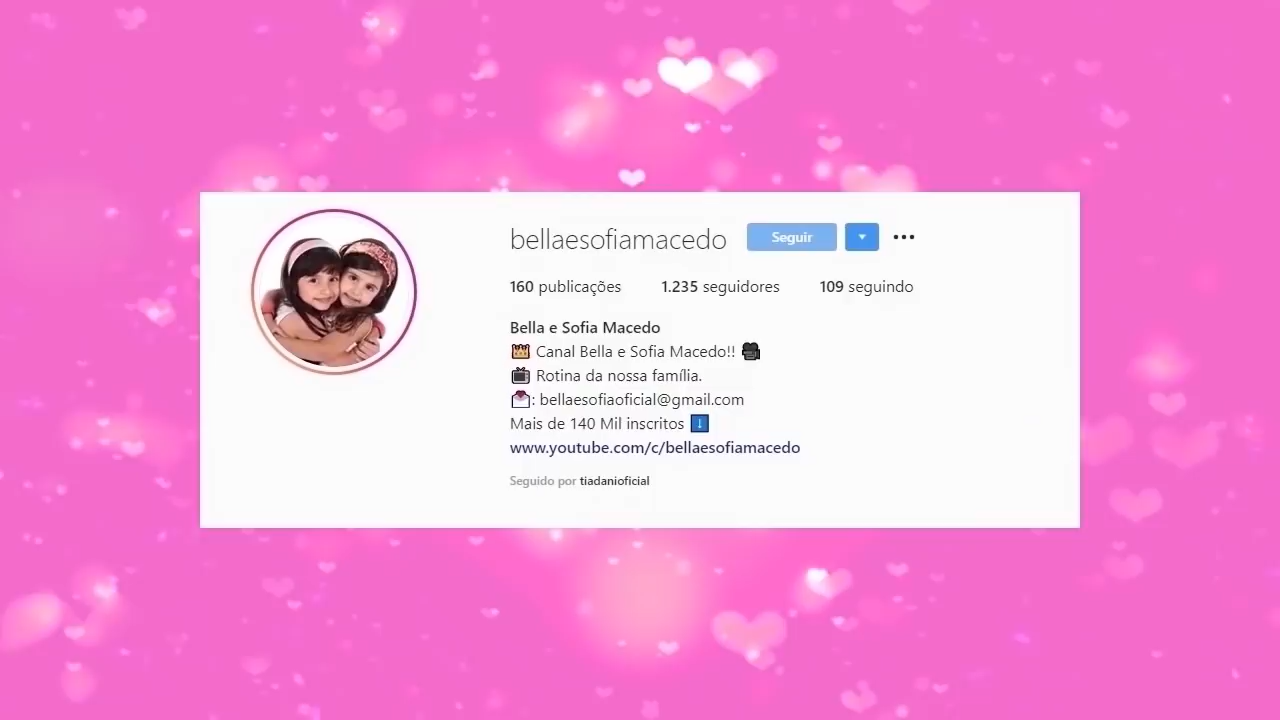 bellaesofiamacedo Seguir
160 publicações 1.235 seguidores 109 seguindo
Bella e Sofia Macedo
Canal Bella e Sofia Macedo!!
Rotina da nossa família.
: bellaesofiaoficial@gmail.com
Mais de 140 Mil inscritos
www.youtube.com/c/bellaesofiamacedo
Seguido por tiadanioficial